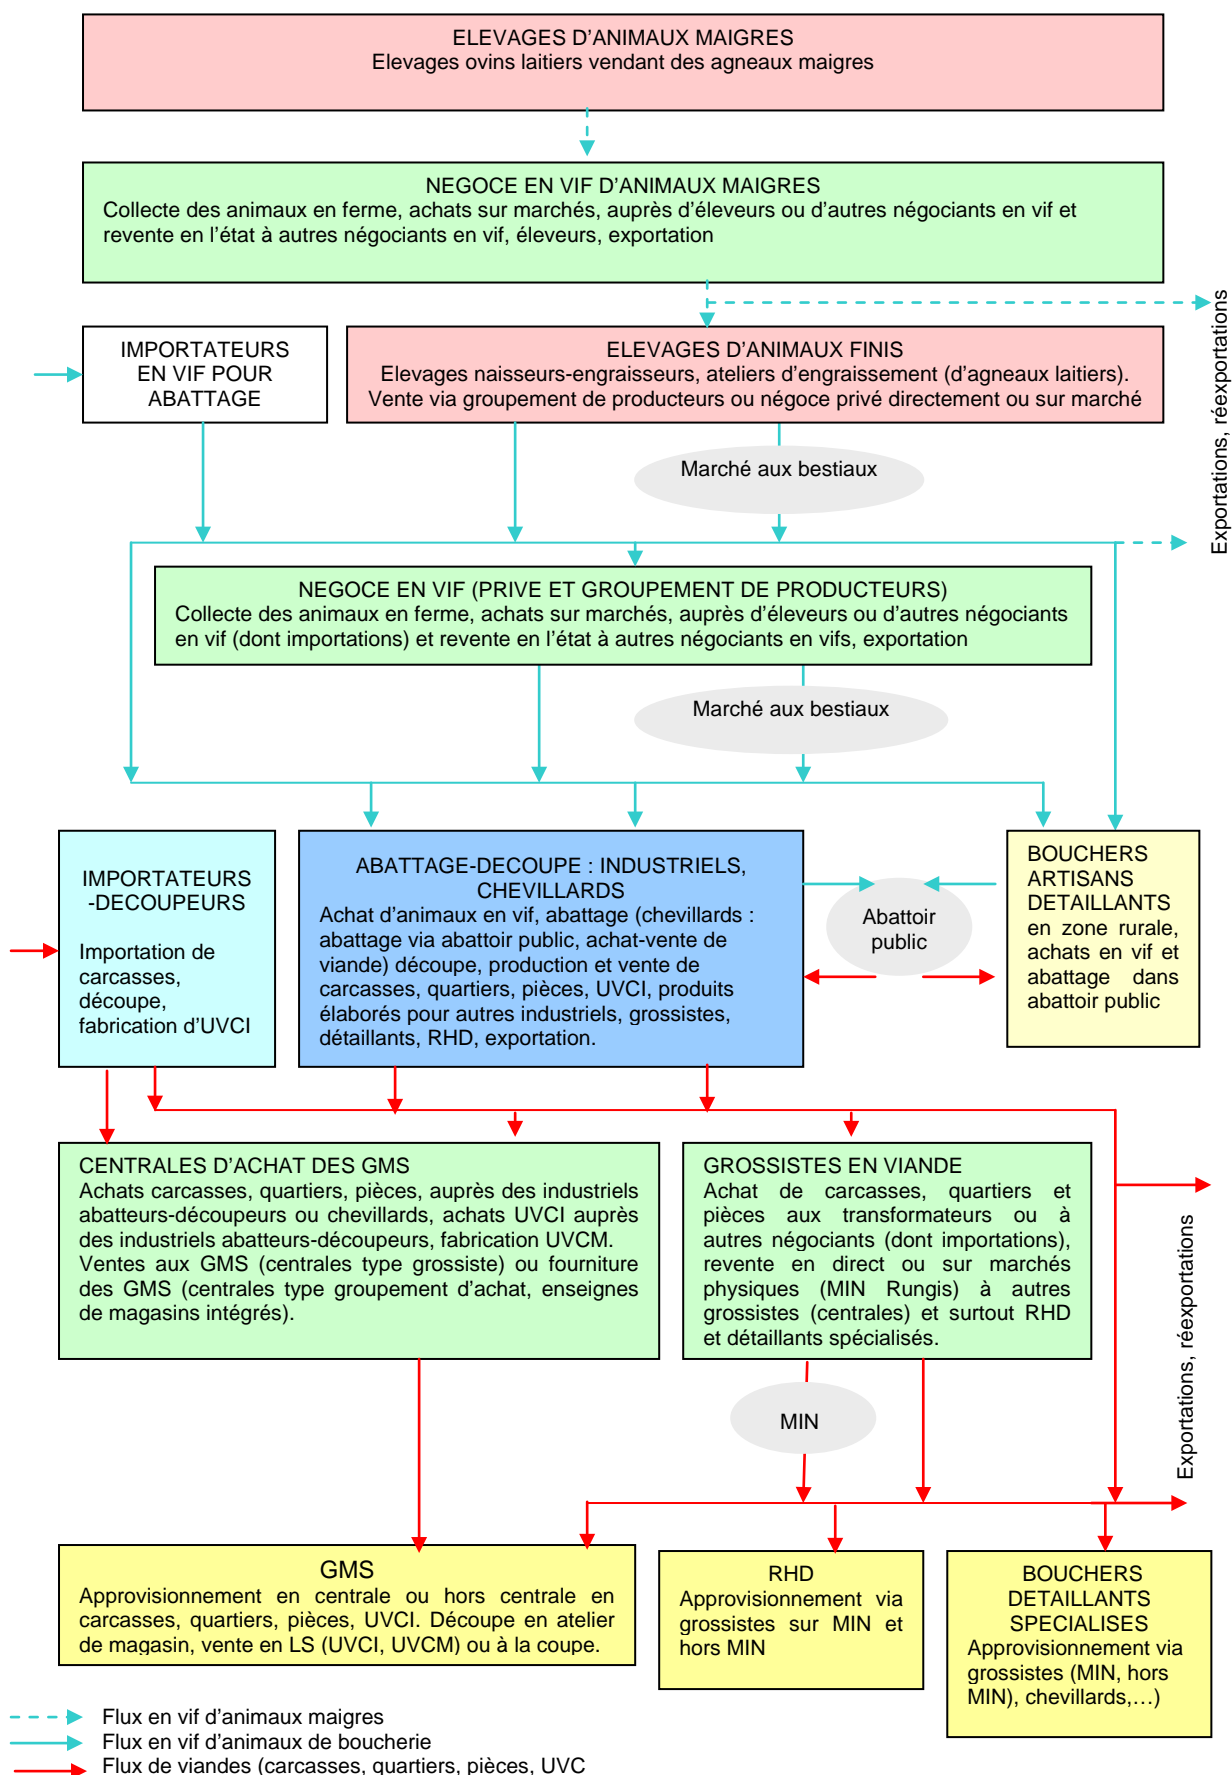 ELEVAGES D'ANIMAUX MAIGRES
Elevages ovins laitiers vendant des agneaux maigres
NEGOCE EN VIF D'ANIMAUX MAIGRES
Collecte des animaux en ferme, achats sur marchés, auprès d'éleveurs ou d'autres négociants en vif et
revente en l'état à autres négociants en vif, éleveurs, exportation
Exportations, réexportations
IMPORTATEURS
EN VIF POUR
ABATTAGE
ELEVAGES D'ANIMAUX FINIS
Elevages naisseurs-engraisseurs, ateliers d'engraissement (d'agneaux laitiers).
Vente via groupement de producteurs ou négoce privé directement ou sur marché
Marché aux bestiaux
NEGOCE EN VIF (PRIVE ET GROUPEMENT DE PRODUCTEURS)
Collecte des animaux en ferme, achats sur marchés, auprès d'éleveurs ou d'autres négociants
en vif (dont importations) et revente en l'état à autres négociants en vifs, exportation
Marché aux bestiaux
IMPORTATEURS
-DECOUPEURS
Importation de
carcasses,
découpe,
fabrication d'UVCI
ABATTAGE-DECOUPE : INDUSTRIELS,
CHEVILLARDS
Achat d'animaux en vif, abattage (chevillards :
abattage via abattoir public, achat-vente de
viande) découpe, production et vente de
carcasses, quartiers, pièces, UVCI, produits
élaborés pour autres industriels, grossistes,
détaillants, RHD, exportation.
Abattoir
public
BOUCHERS
ARTISANS
DETAILLANTS
en zone rurale,
achats en vif et
abattage dans
abattoir public
CENTRALES D'ACHAT DES GMS
Achats carcasses, quartiers, pièces, auprès des industriels
abatteurs-découpeurs ou chevillards, achats UVCI auprès
des industriels abatteurs-découpeurs, fabrication UVCM.
Ventes aux GMS (centrales type grossiste) ou fourniture
des GMS (centrales type groupement d'achat, enseignes
de magasins intégrés).
GROSSISTES EN VIANDE
Achat de carcasses, quartiers et
pièces aux transformateurs ou à
autres négociants (dont importations),
revente en direct ou sur marchés
physiques (MIN Rungis) à autres
grossistes (centrales) et surtout RHD
et détaillants spécialisés.
Exportations, réexportations
MIN
GMS
Approvisionnement en centrale ou hors centrale en
carcasses, quartiers, pièces, UVCI. Découpe en atelier
de magasin, vente en LS (UVCI, UVCM) ou à la coupe.
RHD
Approvisionnement via
grossistes sur MIN et
hors MIN
BOUCHERS
DETAILLANTS
SPECIALISES
Approvisionnement via
grossistes (MIN, hors
MIN), chevillards,…)
Flux en vif d'animaux maigres
Flux en vif d'animaux de boucherie
Flux de viandes (carcasses, quartiers, pièces, UVC